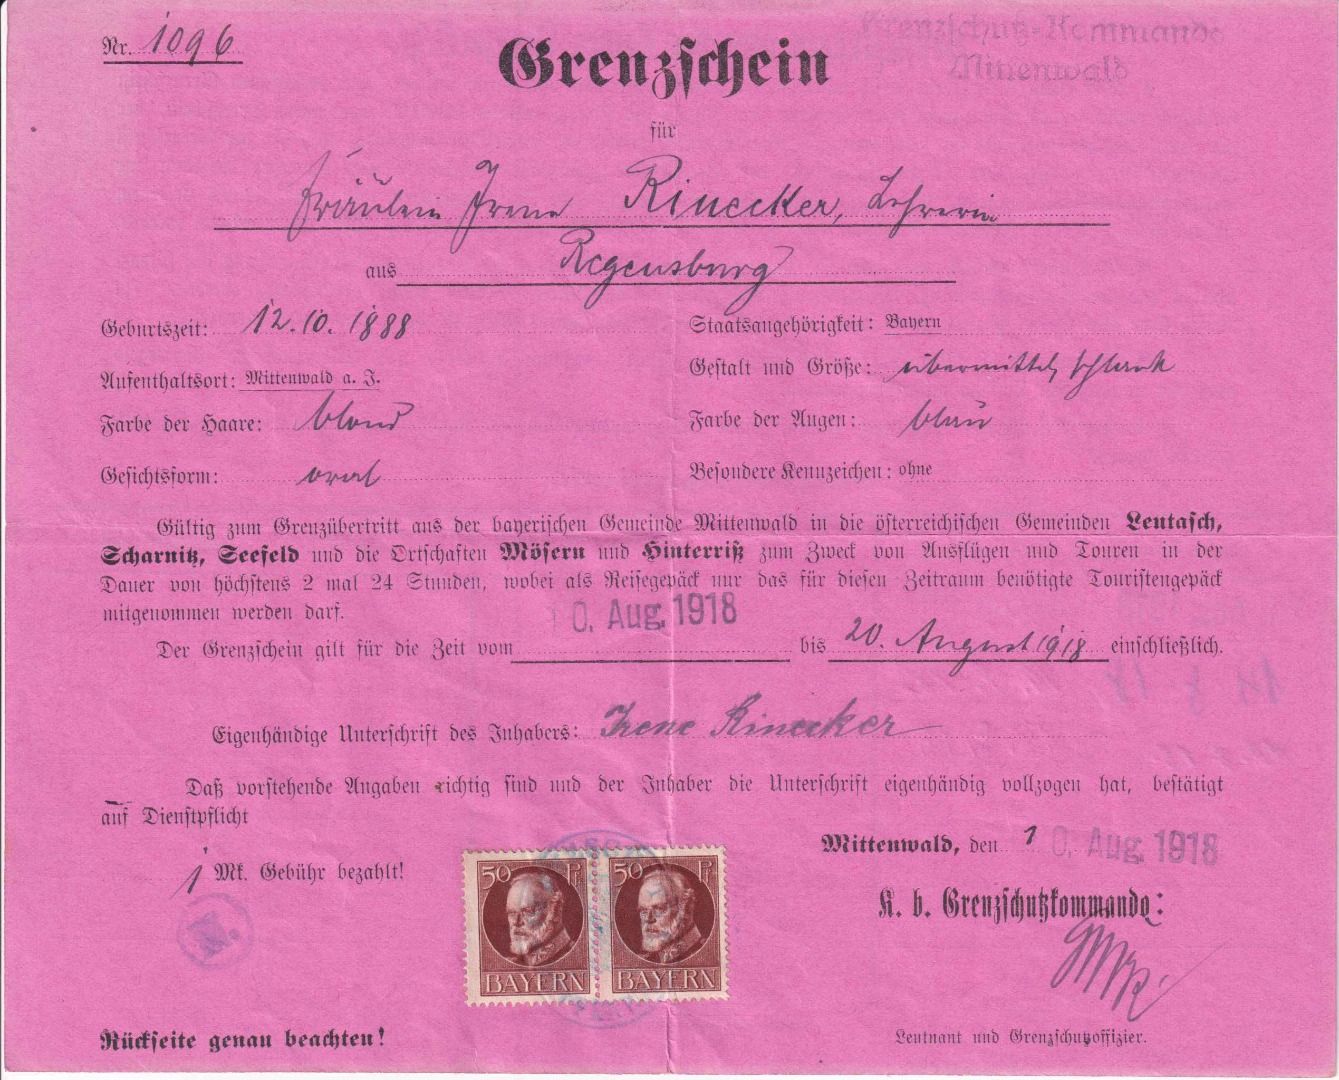 Nr. 1096
Grenzschutz-Kommando
Mittenwald
Grenzschein
für
Fräulein Irene Rinecker, Lehrerin
aus Regensburg
Geburtszeit: 12.10.1888
Staatsangehörigkeit: Bayern
Aufenthaltsort: Mittenwald a. J.
Gestalt und Größe: übermittel, schlank
Farbe der Haare: blond
Farbe der Augen: blau
Gesichtsform: oval
Besondere Kennzeichen: ohne
Gültig zum Grenzübertritt aus der bayerischen Gemeinde Mittenwald in die österreichischen Gemeinden Leutasch,
Scharnitz, Seefeld und die Ortschaften Mösern und Hinterriß zum Zweck von Ausflügen und Touren in der
Dauer von höchstens 2 mal 24 Stunden, wobei als Reisegepäck nur das für diesen Zeitraum benötigte Touristengepäck
mitgenommen werden darf.
Der Grenzschein gilt für die Zeit vom 10. Aug. 1918 bis 20. August 1918 einschließlich.
Eigenhändige Unterschrift des Inhabers: Irene Rinecker
Daß vorstehende Angaben richtig sind und der Inhaber die Unterschrift eigenhändig vollzogen hat, bestätigt
auf Dienstpflicht
Mittenwald, den 10. Aug. 1918
1 Mk. Gebühr bezahlt!
K. b. Grenzschutzkommando:
50 Pf
BAYERN
50 Pf
BAYERN
Rückseite genau beachten!
Leutnant und Grenzschutzoffizier.